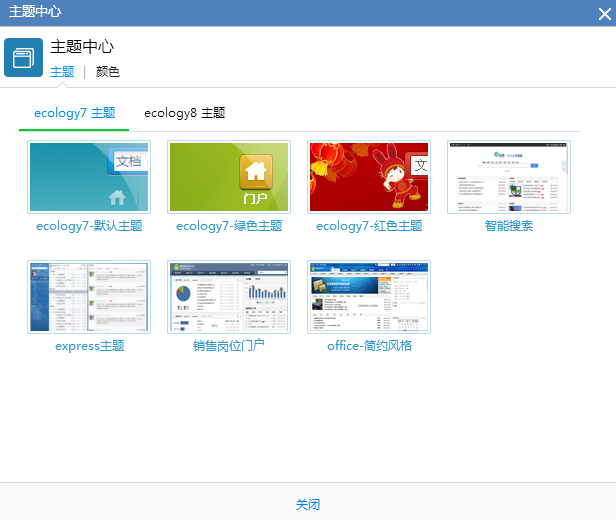 主题中心
主题中心
主题 | 颜色
ecology7 主题 ecology8 主题
文档 门户 文
ecology7-默认主题 ecology7-绿色主题 ecology7-红色主题 智能搜索
express主题 销售岗位门户 office-简约风格
关闭